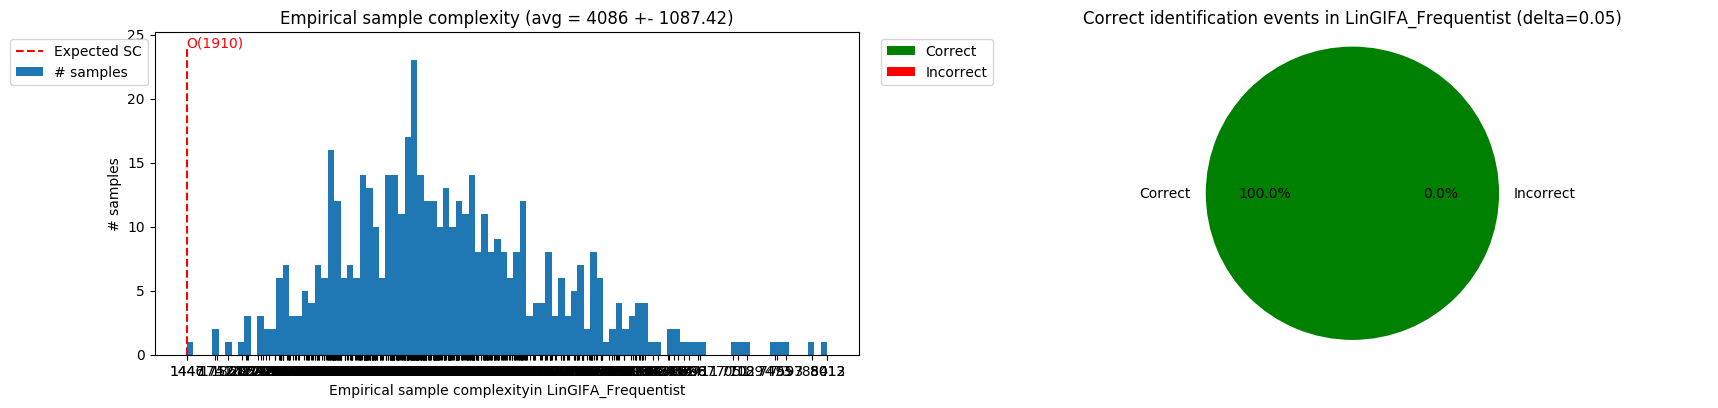 Empirical sample complexity (avg = 4086 +- 1087.42)
Expected SC
# samples
O(1910)
# samples
25
20
15
10
5
0
Empirical sample complexityin LinGIFA_Frequentist
Correct identification events in LinGIFA_Frequentist (delta=0.05)
Correct
Incorrect
Correct
100.0%
0.0%
Incorrect